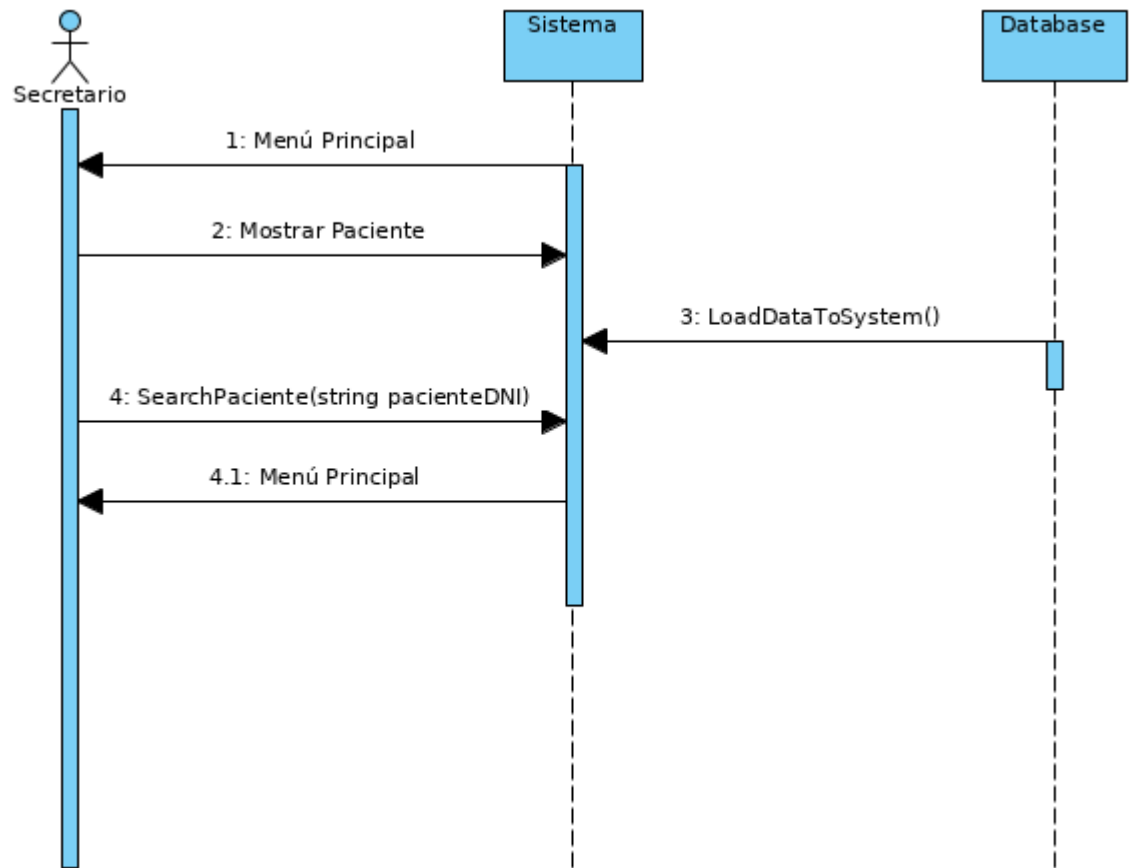 Sistema
Database
Secretario
1: Menú Principal
2: Mostrar Paciente
3: LoadDataToSystem()
4: SearchPaciente(string pacienteDNI)
4.1: Menú Principal